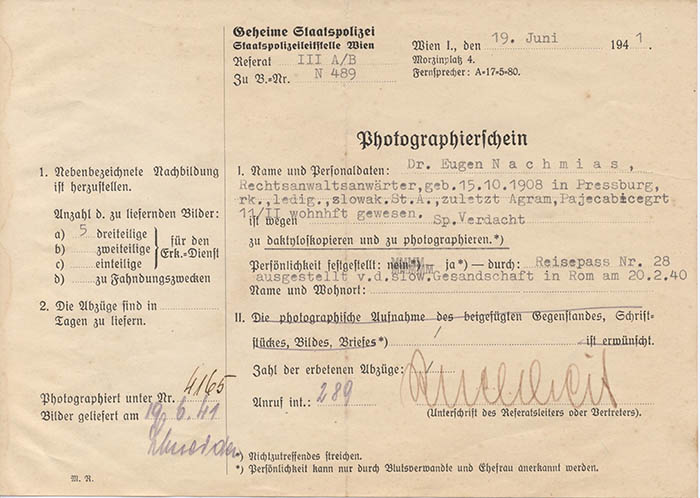 Geheime Staatspolizei
Staatspolizeileitstelle Wien
Referat III A/B
Zu B.=Nr. N 489
Wien I., den 19. Juni 1941.
Morzinplatz 4.
Fernsprecher: A=17=5=80.
Photographierschein
1. Nebenbezeichnete Nachbildung
ist herzustellen.
Anzahl d. zu liefernden Bilder:
a) 5 dreiteilige
b) zweiteilige
c) einteilige
für den
Erk.=Dienst
d) zu Fahndungszwecken
2. Die Abzüge sind in
Tagen zu liefern.
Photographiert unter Nr. 4165
Bilder geliefert am 19.6.41
M. R.
I. Name und Personaldaten: Dr. Eugen N a c h m i a s ,
Rechtsanwaltsanwärter, geb. 15.10.1908 in Pressburg,
rk., ledig., slowak. St.A., zuletzt Agram, Pajecabicegrt
11/II wohnhft gewesen.
ist wegen Sp.Verdacht
zu daktyloskopieren und zu photographieren.*)
Persönlichkeit festgestellt: nein*) ja*) — durch: Reisepass Nr. 28
ausgestellt v.d.slow.Gesandschaft in Rom am 20.2.40
Name und Wohnort:
II. Die photographische Aufnahme des beigefügten Gegenstandes, Schrift-
stückes, Bildes, Briefes*) ist erwünscht.
Zahl der erbetenen Abzüge:
Anruf int.: 289
(Unterschrift des Referatsleiters oder Vertreters).
*) Nichtzutreffendes streichen.
*) Persönlichkeit kann nur durch Blutsverwandte und Ehefrau anerkannt werden.